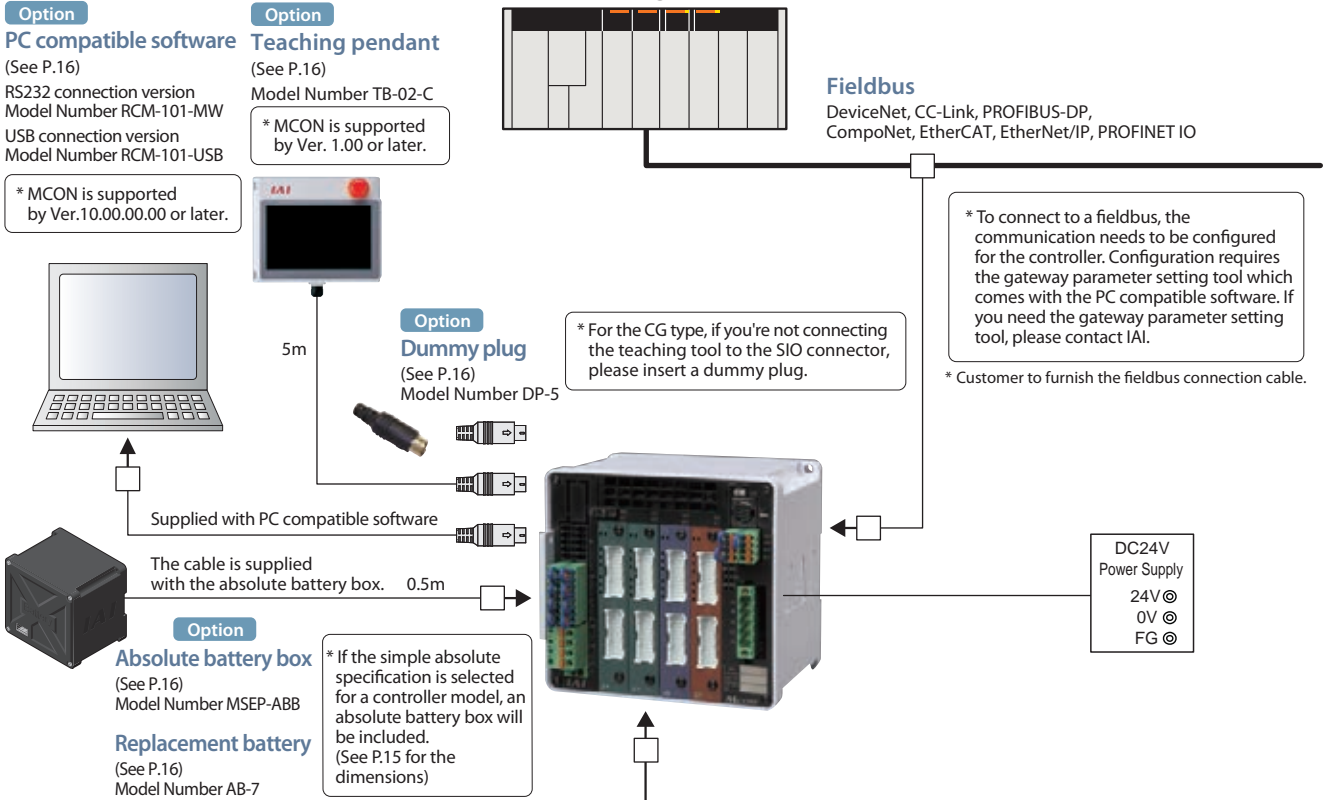 Option
PC compatible software
(See P.16)
RS232 connection version
Model Number RCM-101-MW
USB connection version
Model Number RCM-101-USB
* MCON is supported
by Ver.10.00.00.00 or later.
Option
Teaching pendant
(See P.16)
Model Number TB-02-C
* MCON is supported
by Ver. 1.00 or later.
IAI
5m
Fieldbus
DeviceNet, CC-Link, PROFIBUS-DP,
CompoNet, EtherCAT, EtherNet/IP, PROFINET IO
* To connect to a fieldbus, the
communication needs to be configured
for the controller. Configuration requires
the gateway parameter setting tool which
comes with the PC compatible software. If
you need the gateway parameter setting
tool, please contact IAI.
* Customer to furnish the fieldbus connection cable.
Option
Dummy plug
(See P.16)
Model Number DP-5
* For the CG type, if you're not connecting
the teaching tool to the SIO connector,
please insert a dummy plug.
Supplied with PC compatible software
The cable is supplied
with the absolute battery box. 0.5m
Option
Absolute battery box
(See P.16)
Model Number MSEP-ABB
Replacement battery
(See P.16)
Model Number AB-7
* If the simple absolute
specification is selected
for a controller model, an
absolute battery box will
be included.
(See P.15 for the
dimensions)
IAI
DC24V
Power Supply
24V
0V
FG